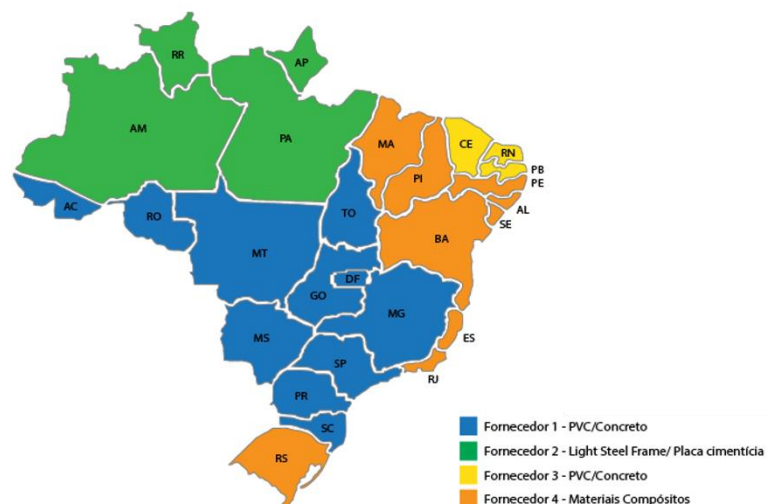 RR
AP
AM
PA
MA
CE
RN
PB
PI
PE
AL
SE
AC
RO
TO
BA
MT
DF
GO
MG
MS
ES
SP
RJ
PR
SC
RS
Fornecedor 1 - PVC/Concreto
Fornecedor 2 - Light Steel Frame/ Placa cimentícia
Fornecedor 3 - PVC/Concreto
Fornecedor 4 - Materiais Compósitos